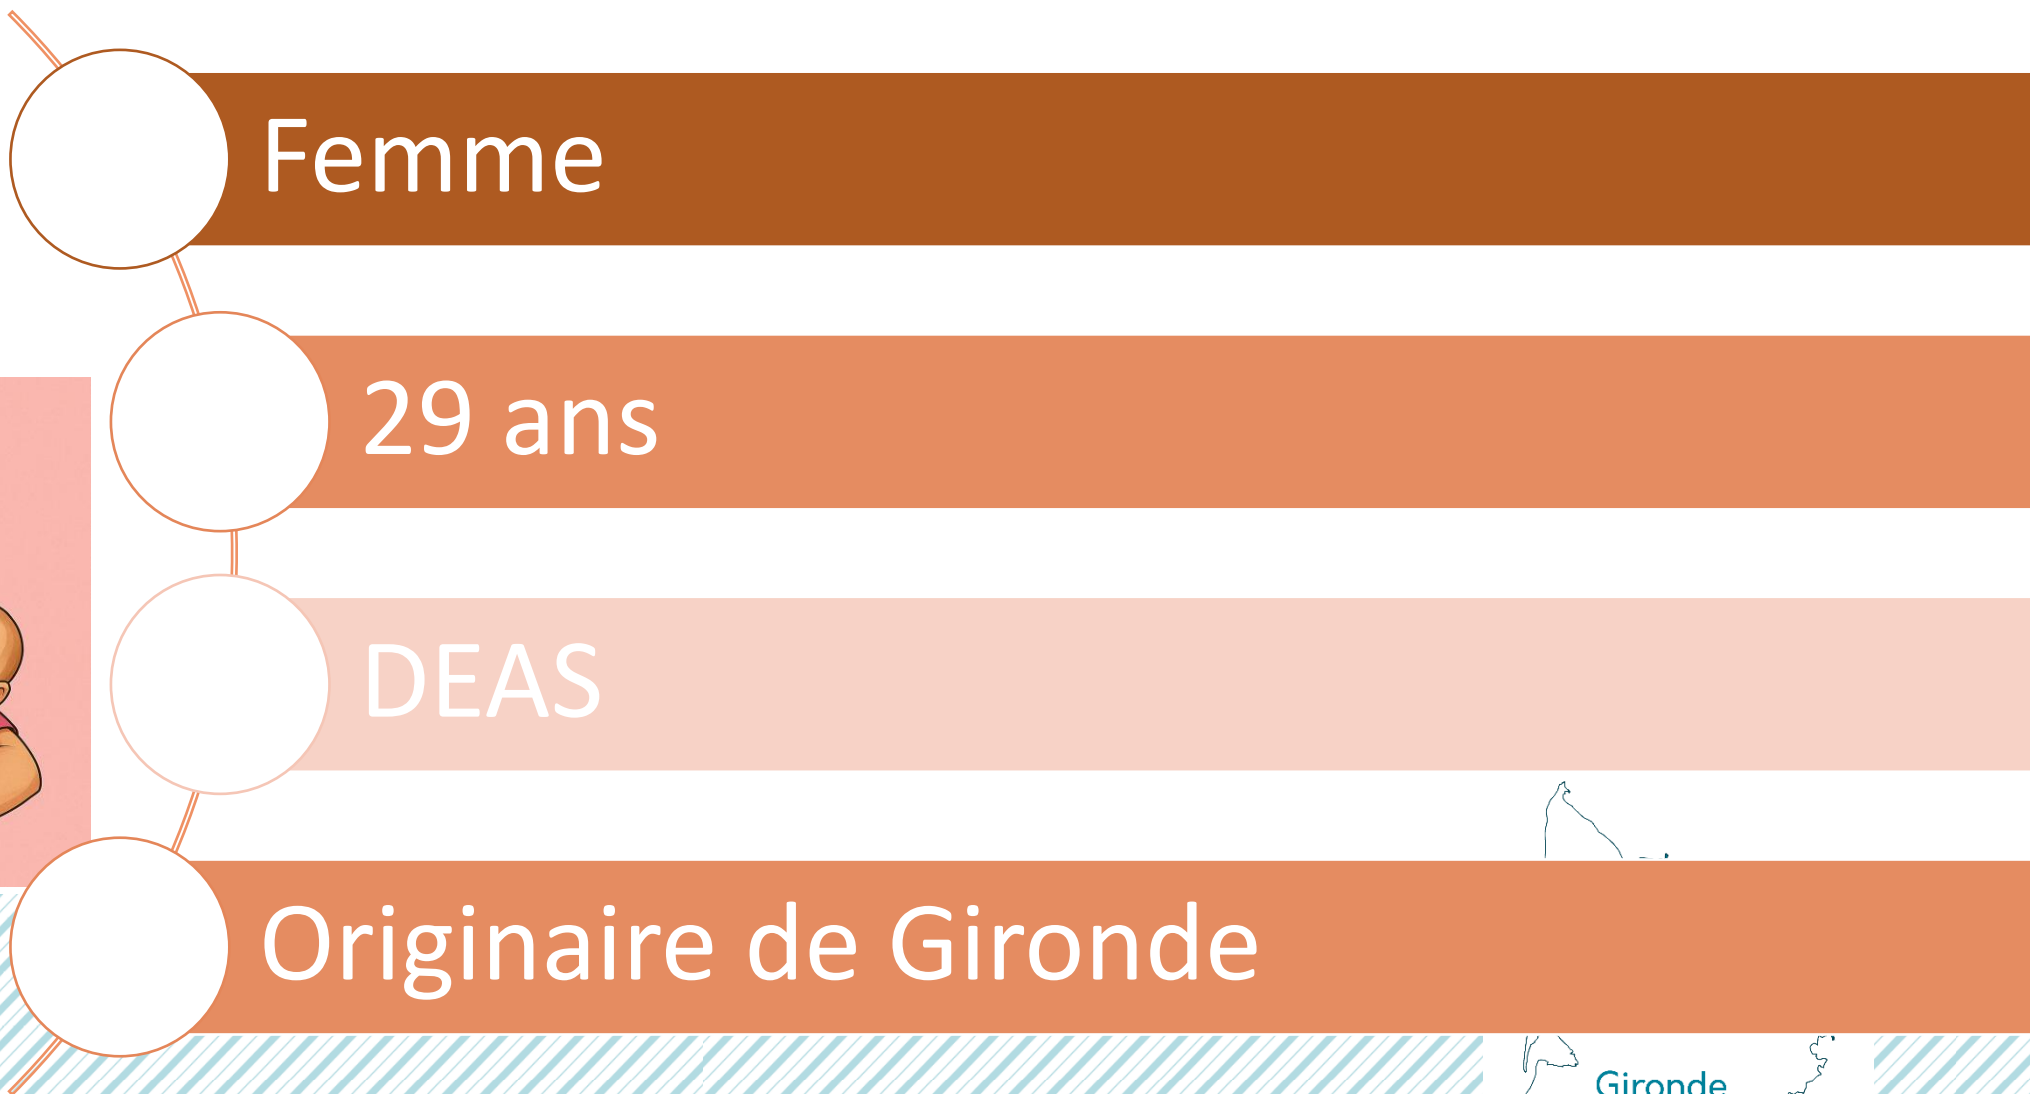 Femme
29 ans
DEAS
Originaire de Gironde
Gironde